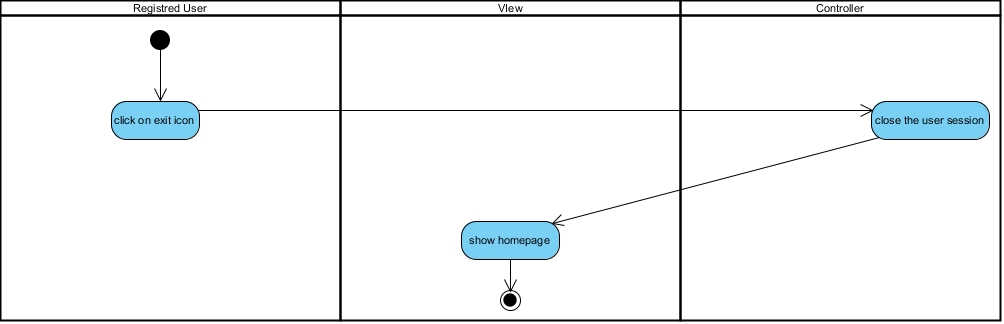 Registred User
VIew
Controller
click on exit icon
close the user session
show homepage